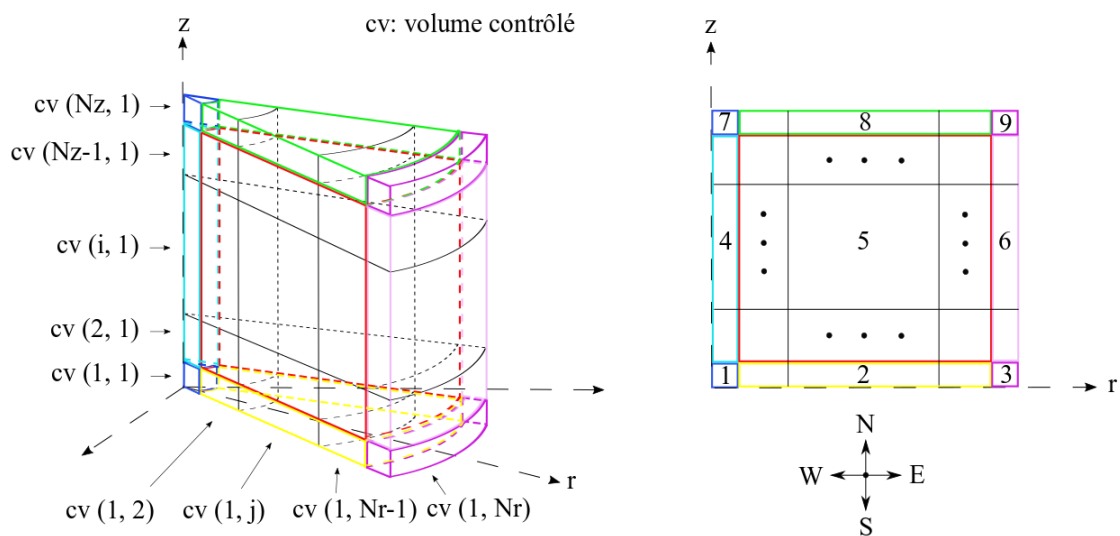 cv: volume contrôlé
z
cv (Nz, 1)
cv (Nz-1, 1)
cv (i, 1)
cv (2, 1)
cv (1, 1)
r
cv (1, 2)
cv (1, j)
cv (1, Nr-1)
cv (1, Nr)
z
7
8
9
4
5
6
1
2
3
r
N
W
E
S